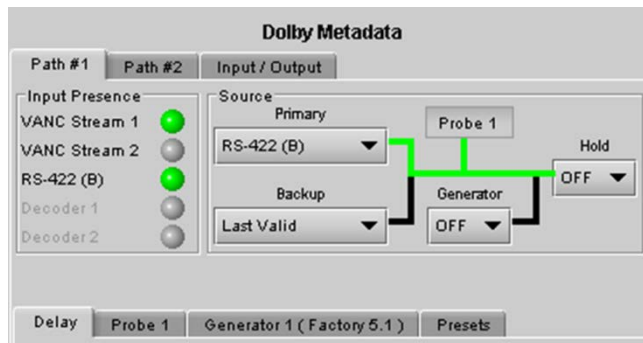 Dolby Metadata
Path #1
Path #2
Input / Output
Input Presence
VANC Stream 1
VANC Stream 2
RS-422 (B)
Decoder 1
Decoder 2
Source
Primary
RS-422 (B)
Backup
Last Valid
Probe 1
Generator
OFF
Hold
OFF
Delay
Probe 1
Generator 1 ( Factory 5.1 )
Presets